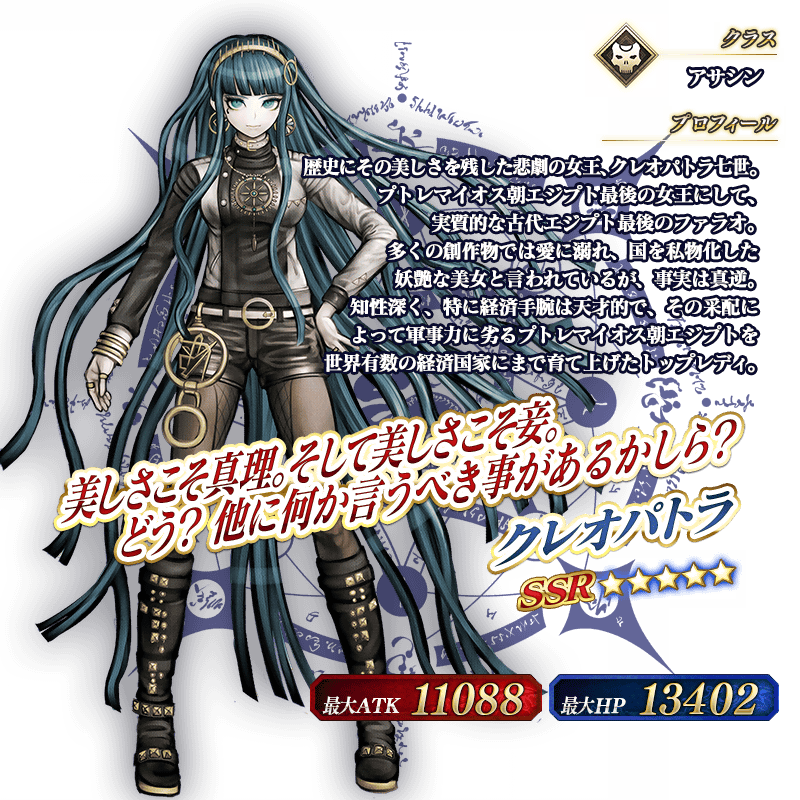 クラス
アサシン
プロフィール
歴史にその美しさを残した悲劇の女王、クレオパトラ七世。
プトレマイオス朝エジプト最後の女王にして、
実質的な古代エジプト最後のファラオ。
多くの創作物では愛に溺れ、国を私物化した
妖艶な美女と言われているが、事実は真逆。
知性深く、特に経済手腕は天才的で、その采配に
よって軍事力に劣るプトレマイオス朝エジプトを
世界有数の経済国家にまで育て上げたトップレディ。
美しさこそ真理。そして美しさこそ妾。
どう？ 他に何か言うべき事があるかしら？
クレオパトラ
SSR
最大ATK 11088
最大HP 13402